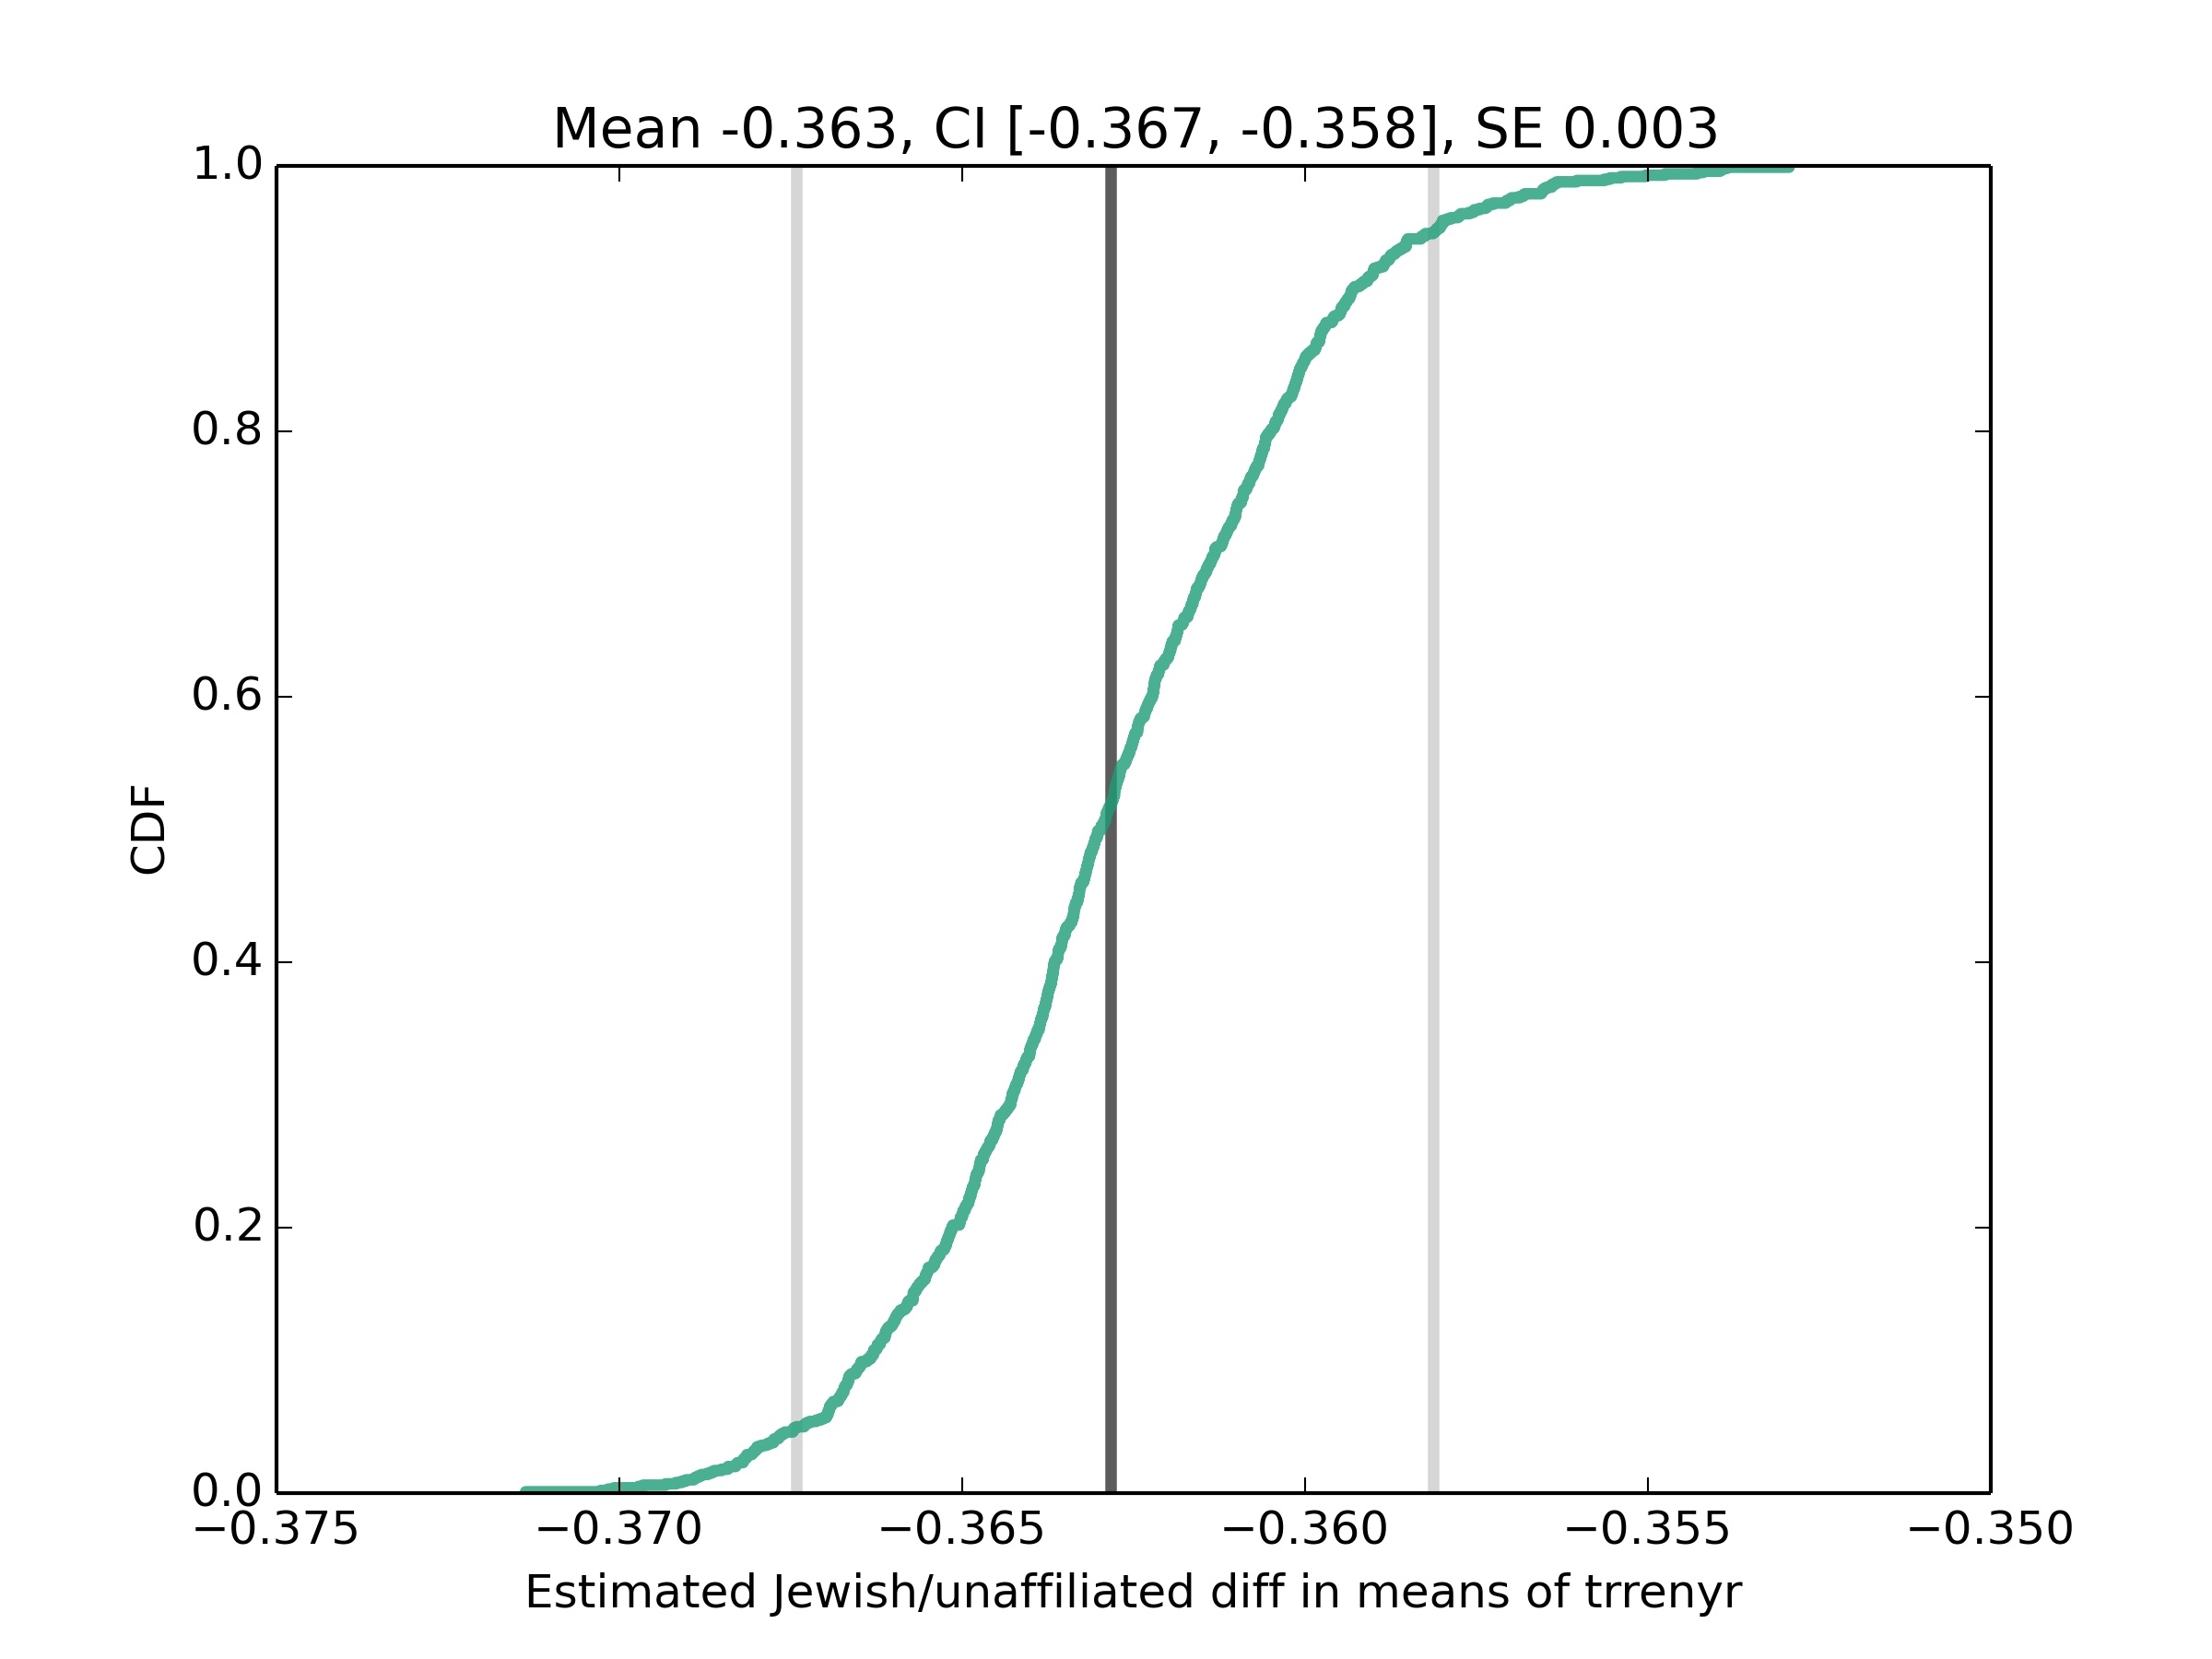 Mean -0.363, CI [-0.367, -0.358], SE 0.003
1.0
0.8
0.6
0.4
0.2
0.0
CDF
−0.375 −0.370 −0.365 −0.360 −0.355 −0.350
Estimated Jewish/unaffiliated diff in means of trrenyr